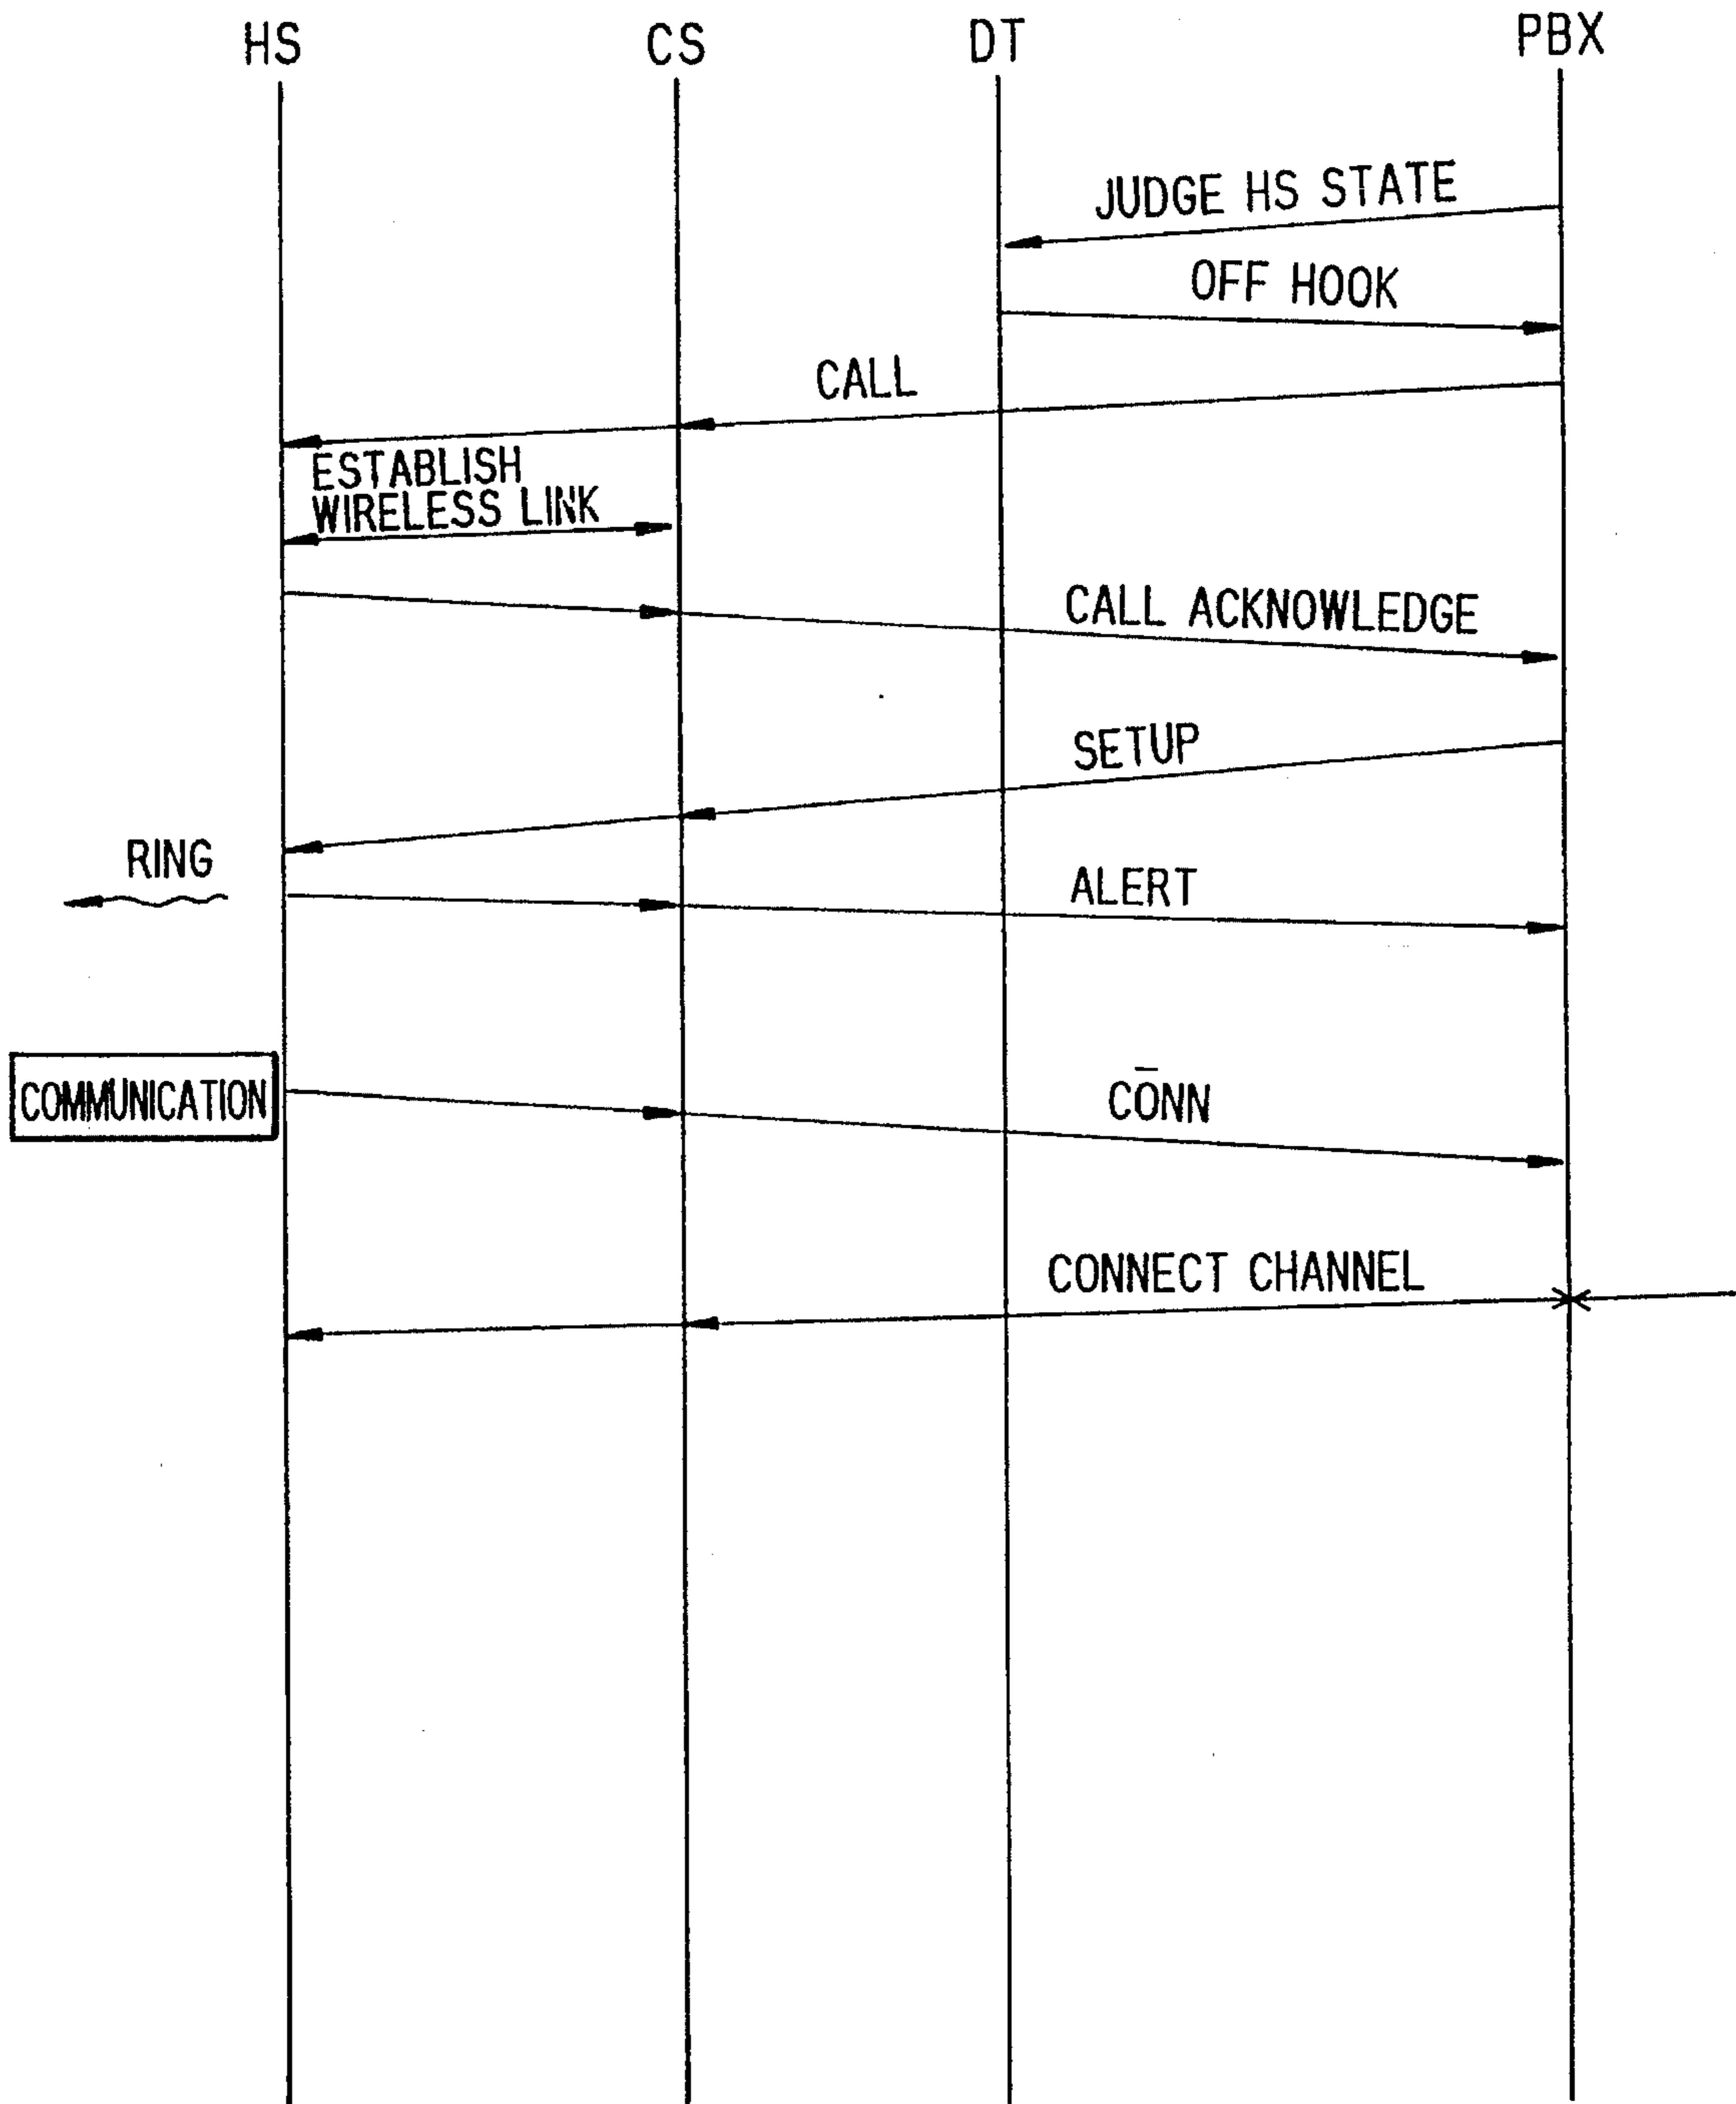 HS CS DT PBX
JUDGE HS STATE
OFF HOOK
CALL
ESTABLISH
WIRELESS LINK
CALL ACKNOWLEDGE
SETUP
RING
ALERT
COMMUNICATION
CONN
CONNECT CHANNEL